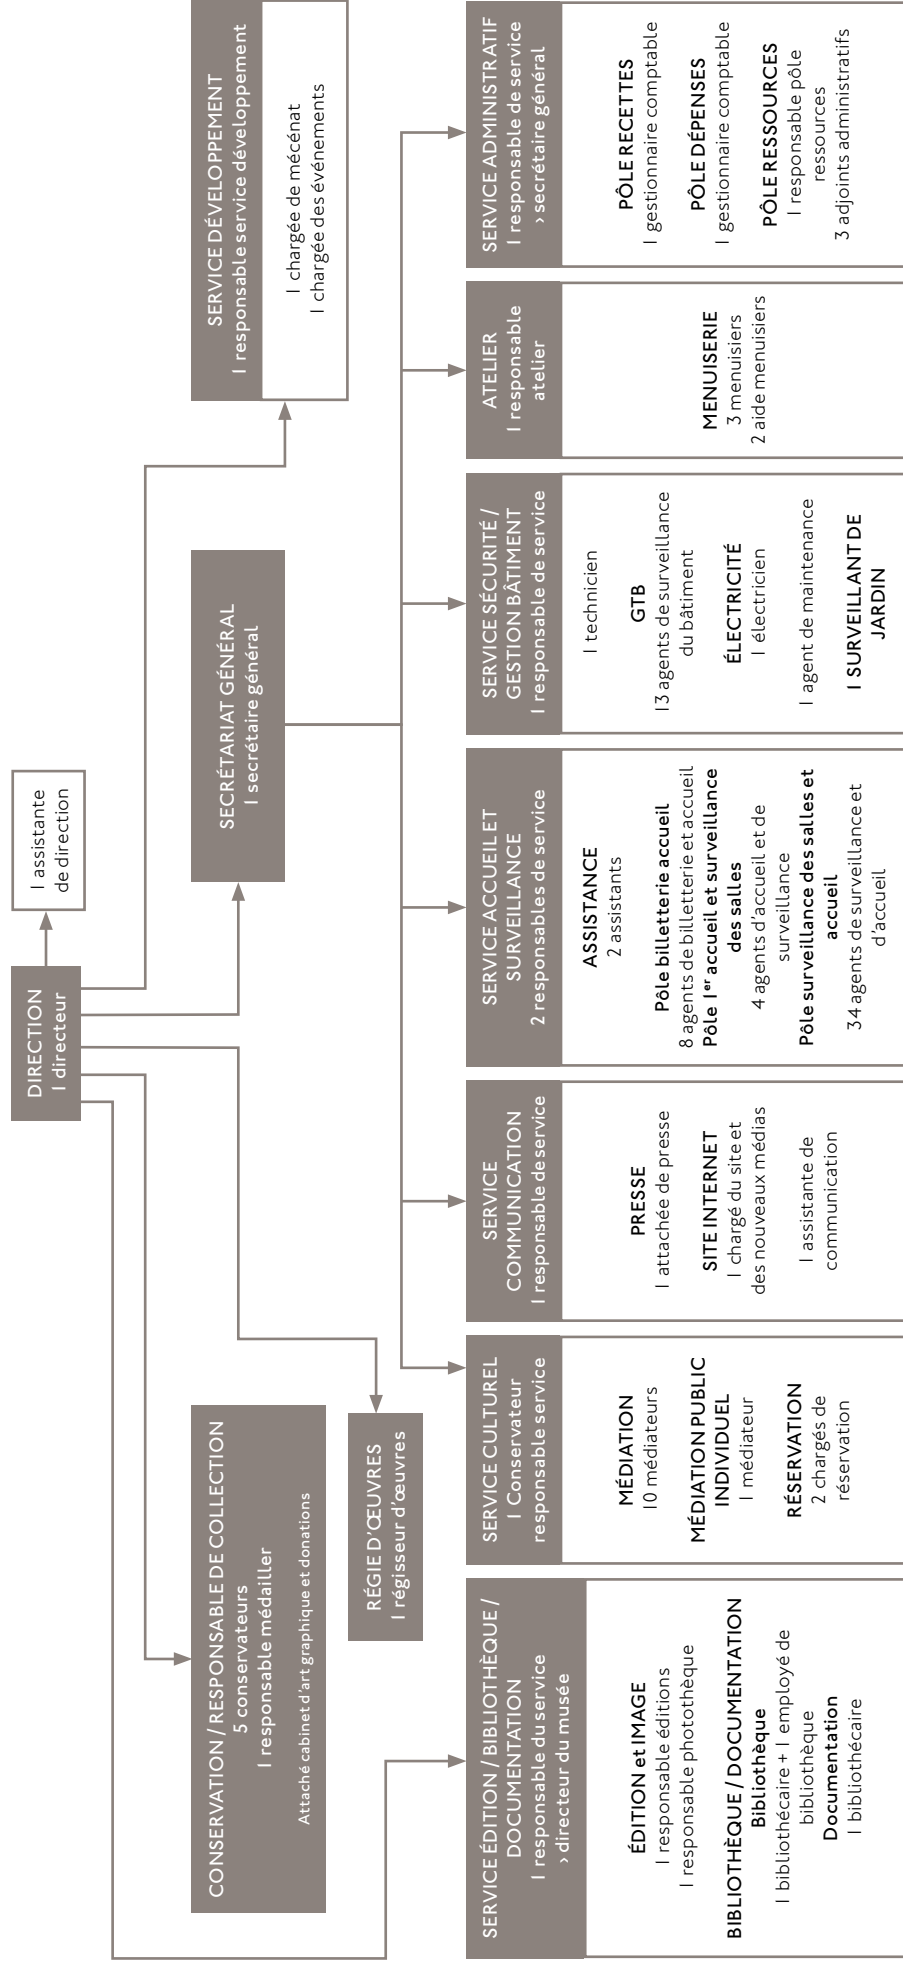 DIRECTION
1 directeur
1 assistante
de direction
CONSERVATION / RESPONSABLE DE COLLECTION
5 conservateurs
1 responsable médailler
Attaché cabinet d'art graphique et donations
SECRÉTARIAT GÉNÉRAL
1 secrétaire général
SERVICE DÉVELOPPEMENT
1 responsable service développement
1 chargée de mécénat
1 chargée des événements
RÉGIE D'ŒUVRES
1 régisseur d'œuvres
SERVICE ÉDITION / BIBLIOTHÈQUE /
DOCUMENTATION
1 responsable du service
› directeur du musée
ÉDITION et IMAGE
1 responsable éditions
1 responsable photothèque
BIBLIOTHÈQUE / DOCUMENTATION
Bibliothèque
1 bibliothécaire + 1 employé de
bibliothèque
Documentation
1 bibliothécaire
SERVICE CULTUREL
1 Conservateur
responsable service
MÉDIATION
10 médiateurs
MÉDIATION PUBLIC
INDIVIDUEL
1 médiateur
RÉSERVATION
2 chargés de
réservation
SERVICE
COMMUNICATION
1 responsable de service
PRESSE
1 attachée de presse
SITE INTERNET
1 chargé du site et
des nouveaux médias
1 assistante de
communication
SERVICE ACCUEIL ET
SURVEILLANCE
2 responsables de service
ASSISTANCE
2 assistants
Pôle billetterie accueil
8 agents de billetterie et accueil
Pôle 1er accueil et surveillance
des salles
4 agents d'accueil et de
surveillance
Pôle surveillance des salles et
accueil
34 agents de surveillance et
d'accueil
SERVICE SÉCURITÉ /
GESTION BÂTIMENT
1 responsable de service
1 technicien
GTB
13 agents de surveillance
du bâtiment
ÉLECTRICITÉ
1 électricien
1 agent de maintenance
1 SURVEILLANT DE
JARDIN
ATELIER
1 responsable
atelier
MENUISERIE
3 menuisiers
2 aide menuisiers
SERVICE ADMINISTRATIF
1 responsable de service
› secrétaire général
PÔLE RECETTES
1 gestionnaire comptable
PÔLE DÉPENSES
1 gestionnaire comptable
PÔLE RESSOURCES
1 responsable pôle
ressources
3 adjoints administratifs